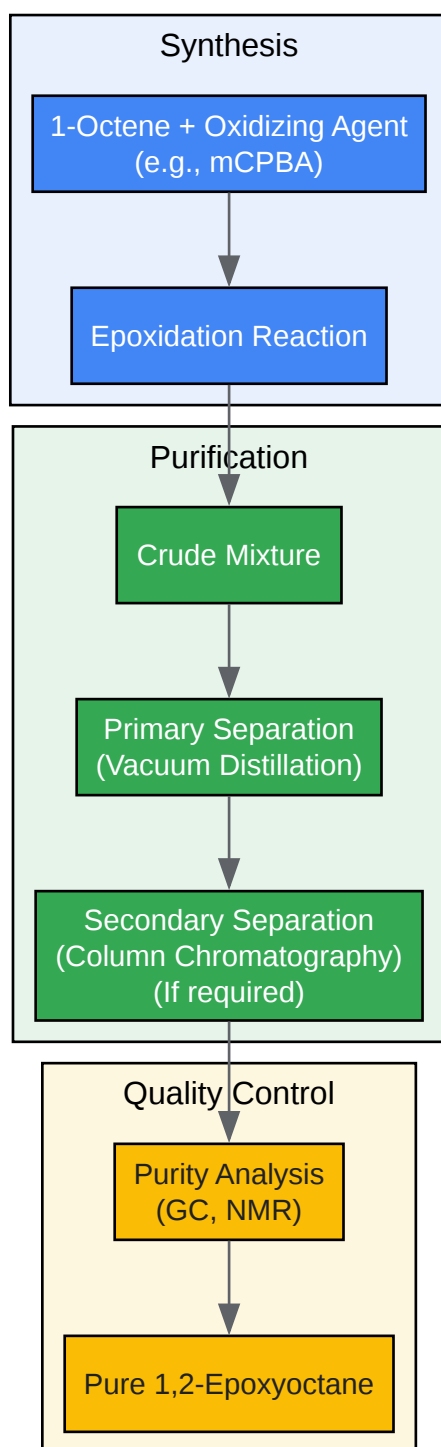 Synthesis
1-Octene + Oxidizing Agent
(e.g., mCPBA)
Epoxidation Reaction
Purification
Crude Mixture
Primary Separation
(Vacuum Distillation)
Secondary Separation
(Column Chromatography)
(If required)
Quality Control
Purity Analysis
(GC, NMR)
Pure 1,2-Epoxyoctane